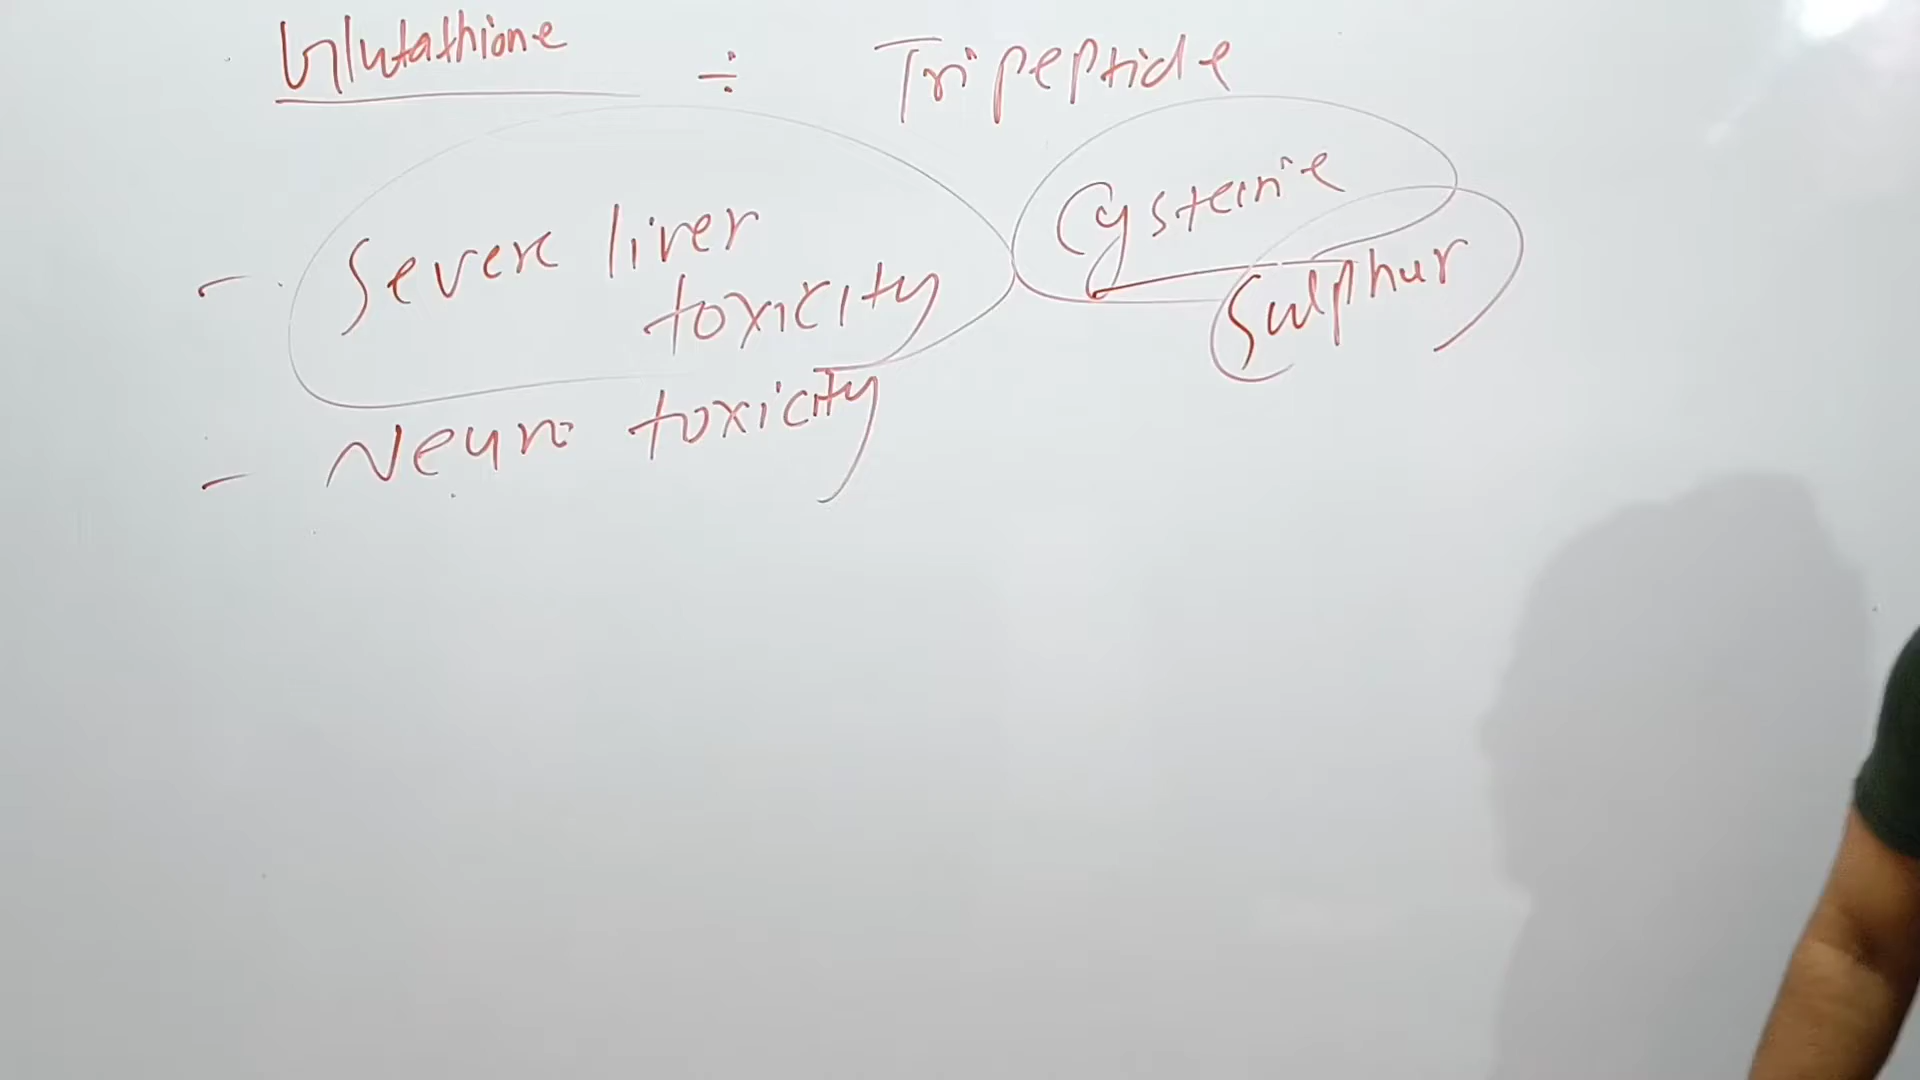 Glutathione ÷ Tripeptide
- Severe liver toxicity
Cysteine
Sulphur
- Neuro toxicity